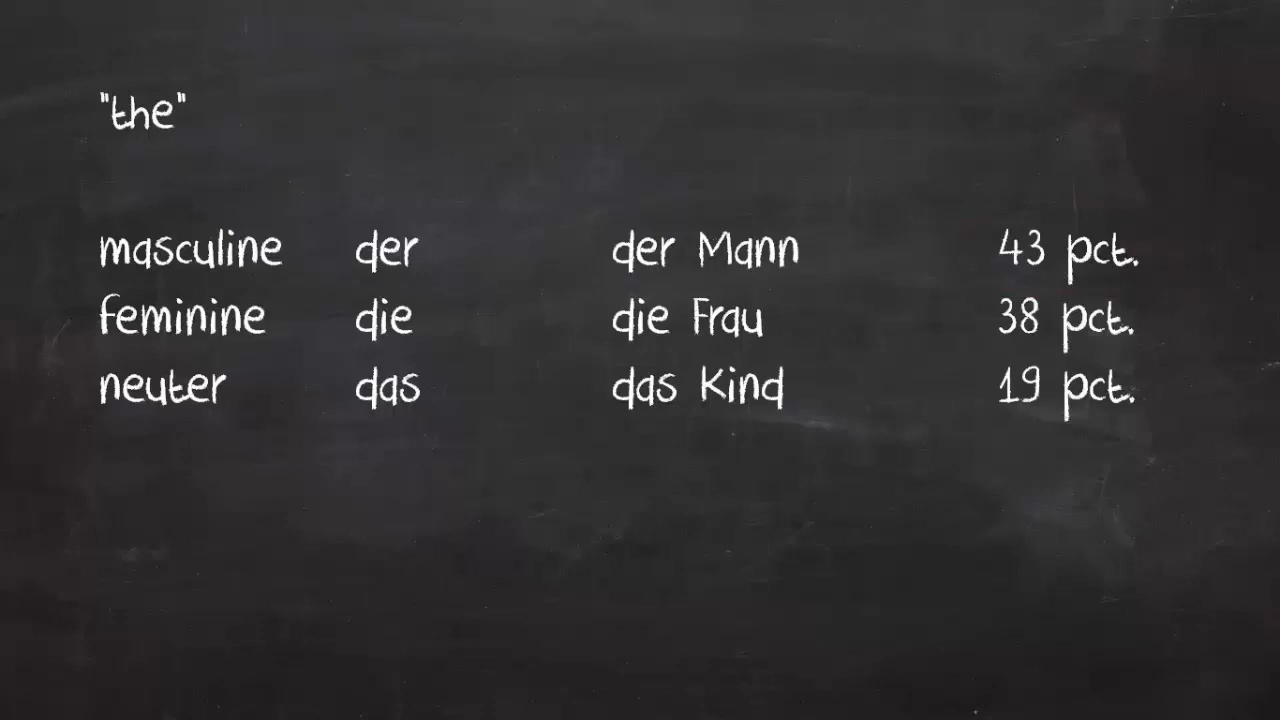 "the"
masculine der der Mann 43 pct.
feminine die die Frau 38 pct.
neuter das das Kind 19 pct.